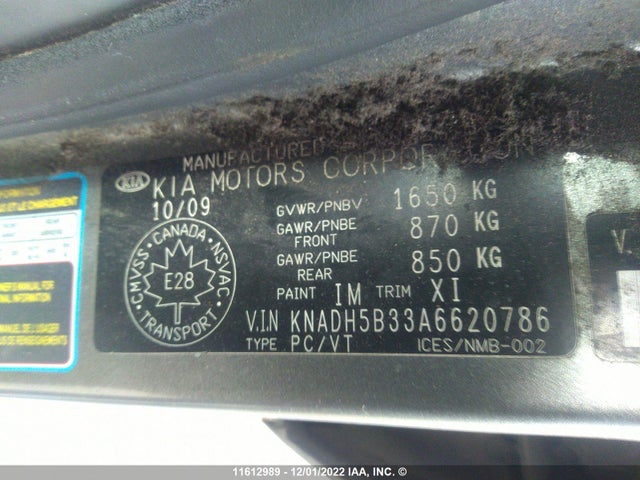 MANUFACTURED
KIA KIA MOTORS CORPORATION
10/09
GVWR/PNBV 1650 KG
GAWR/PNBE FRONT 870 KG
GAWR/PNBE REAR 850 KG
PAINT IM TRIM XI
CANADA
CMVSS NSVAC
E28
TRANSPORT
V.I.N KNADH5B33A6620786
TYPE PC/VT ICES/NMB-002
V.
11612989 - 12/01/2022 IAA, Inc. ©